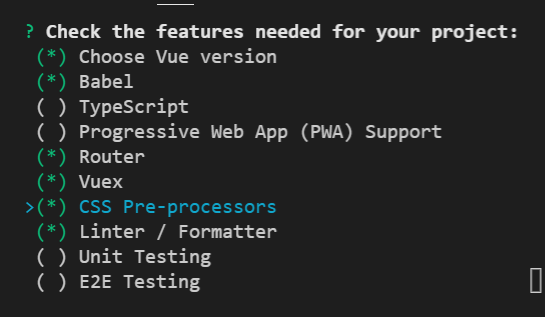 ? Check the features needed for your project:
(*) Choose Vue version
(*) Babel
( ) TypeScript
( ) Progressive Web App (PWA) Support
(*) Router
(*) Vuex
>(*) CSS Pre-processors
(*) Linter / Formatter
( ) Unit Testing
( ) E2E Testing